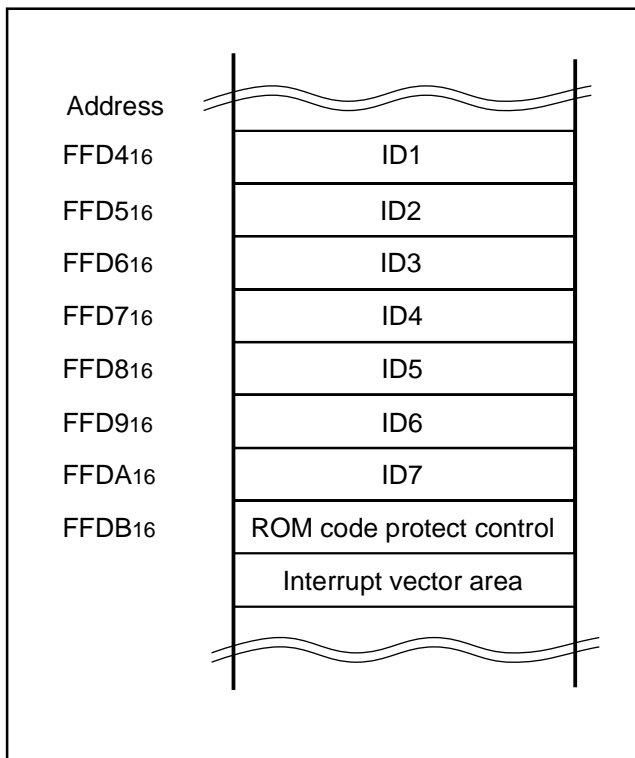 Address
FFD416 ID1
FFD516 ID2
FFD616 ID3
FFD716 ID4
FFD816 ID5
FFD916 ID6
FFDA16 ID7
FFDB16 ROM code protect control
Interrupt vector area